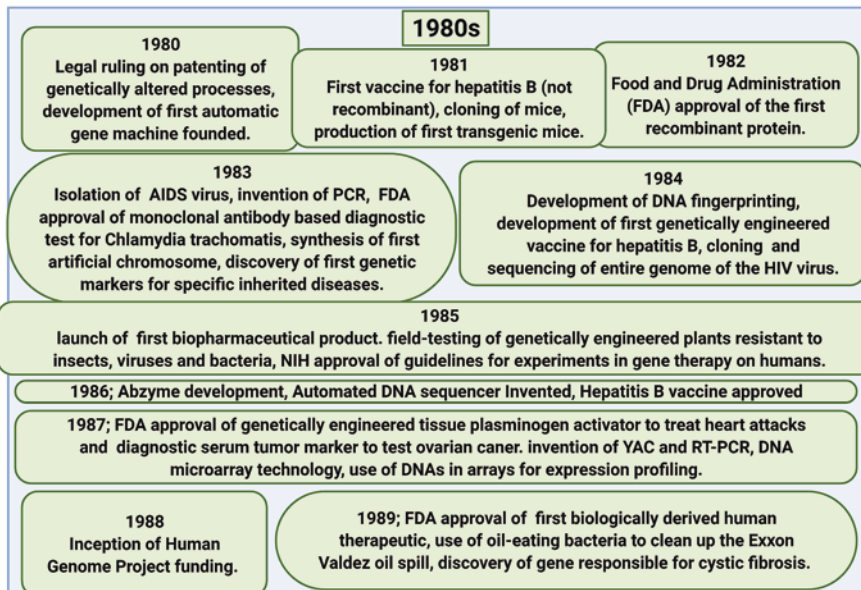 1980s
1980
Legal ruling on patenting of
genetically altered processes,
development of first automatic
gene machine founded.
1981
First vaccine for hepatitis B (not
recombinant), cloning of mice,
production of first transgenic mice.
1982
Food and Drug Administration
(FDA) approval of the first
recombinant protein.
1983
Isolation of AIDS virus, invention of PCR, FDA
approval of monoclonal antibody based diagnostic
test for Chlamydia trachomatis, synthesis of first
artificial chromosome, discovery of first genetic
markers for specific inherited diseases.
1984
Development of DNA fingerprinting,
development of first genetically engineered
vaccine for hepatitis B, cloning and
sequencing of entire genome of the HIV virus.
1985
launch of first biopharmaceutical product. field-testing of genetically engineered plants resistant to
insects, viruses and bacteria, NIH approval of guidelines for experiments in gene therapy on humans.
1986; Abzyme development, Automated DNA sequencer Invented, Hepatitis B vaccine approved
1987; FDA approval of genetically engineered tissue plasminogen activator to treat heart attacks
and diagnostic serum tumor marker to test ovarian caner. invention of YAC and RT-PCR, DNA
microarray technology, use of DNAs in arrays for expression profiling.
1988
Inception of Human
Genome Project funding.
1989; FDA approval of first biologically derived human
therapeutic, use of oil-eating bacteria to clean up the Exxon
Valdez oil spill, discovery of gene responsible for cystic fibrosis.